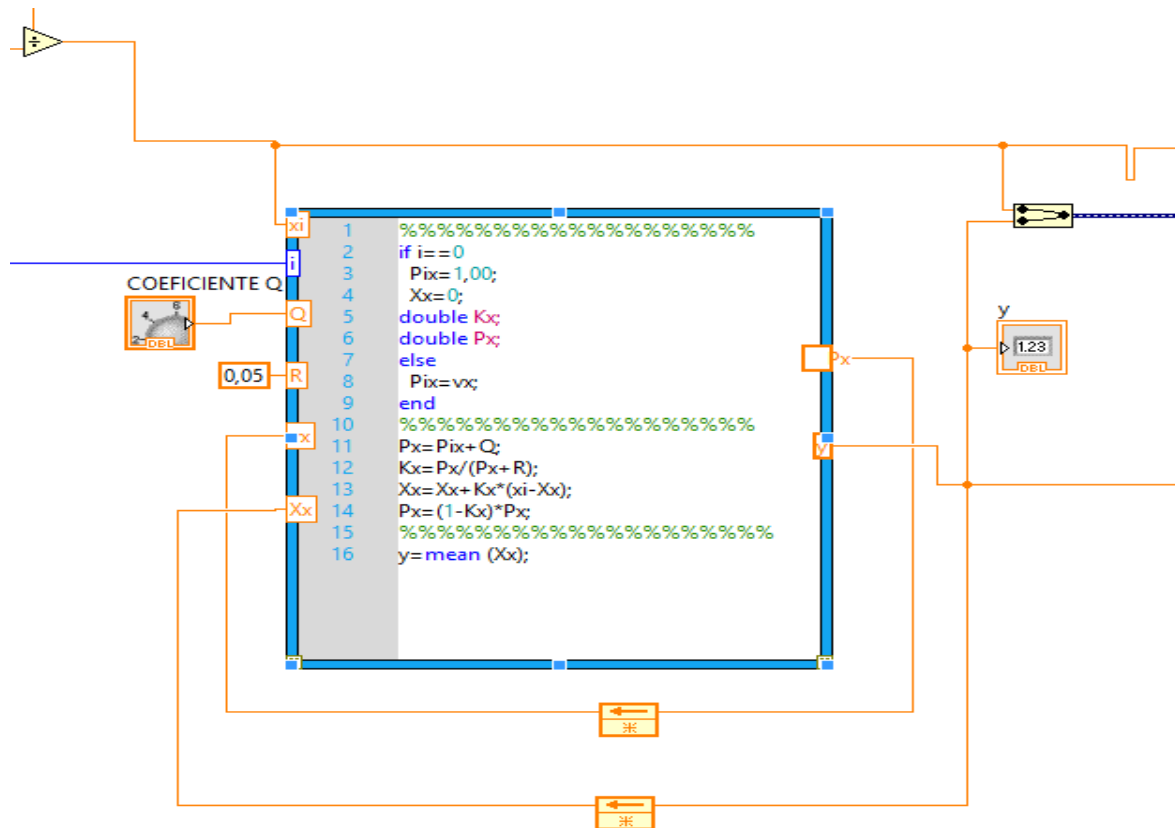 ÷
xi
i
COEFICIENTE Q
2
4
6
DBL
Q
0,05
R
x
Xx
1 %%%%%%%%%%%%%%%%%%%
2 if i==0
3 Pix=1,00;
4 Xx=0;
5 double Kx;
6 double Px;
7 else
8 Pix=vx;
9 end
10 %%%%%%%%%%%%%%%%%%%
11 Px=Pix+Q;
12 Kx=Px/(Px+R);
13 Xx=Xx+Kx*(xi-Xx);
14 Px=(1-Kx)*Px;
15 %%%%%%%%%%%%%%%%%%%%
16 y=mean (Xx);
Px
y
y
1.23
DBL